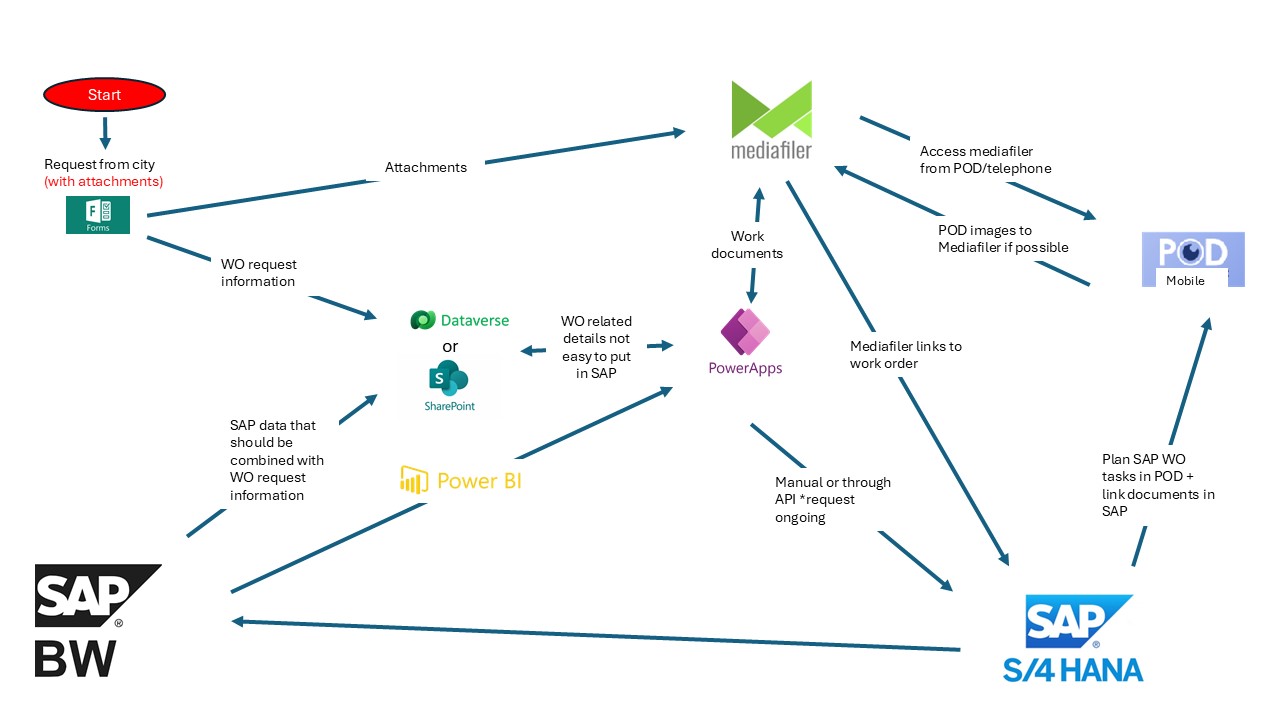 Start
Request from city
(with attachments)
F
Forms
Attachments
mediafiler
Access mediafiler
from POD/telephone
POD images to
Mediafiler if possible
POD
Mobile
WO request
information
Work
documents
Dataverse
or
S
SharePoint
WO related
details not
easy to put
in SAP
PowerApps
Mediafiler links to
work order
SAP data that
should be
combined with
WO request
information
Power BI
Manual or through
API *request
ongoing
Plan SAP WO
tasks in POD +
link documents in
SAP
SAP®
BW
SAP®
S/4 HANA